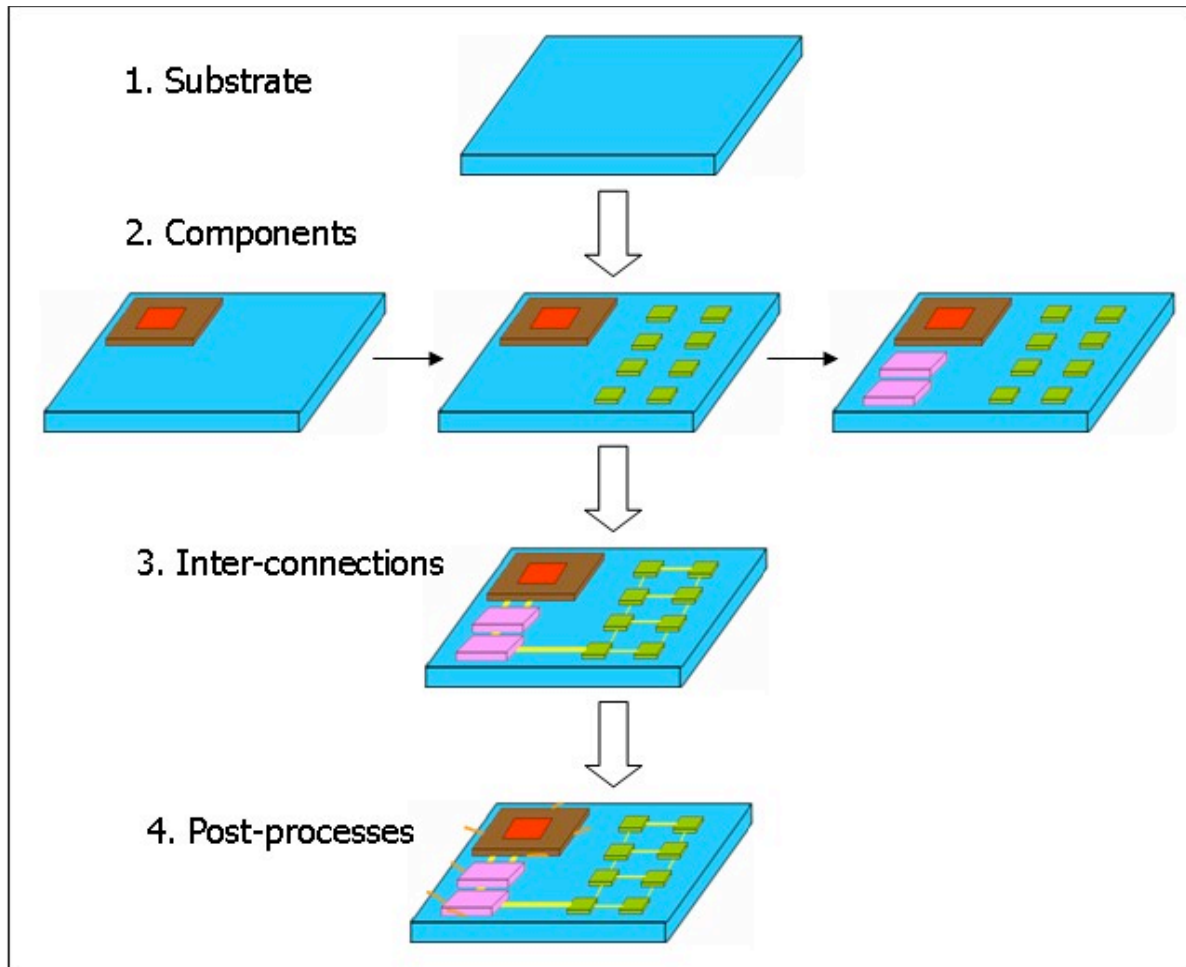 1. Substrate
2. Components
3. Inter-connections
4. Post-processes